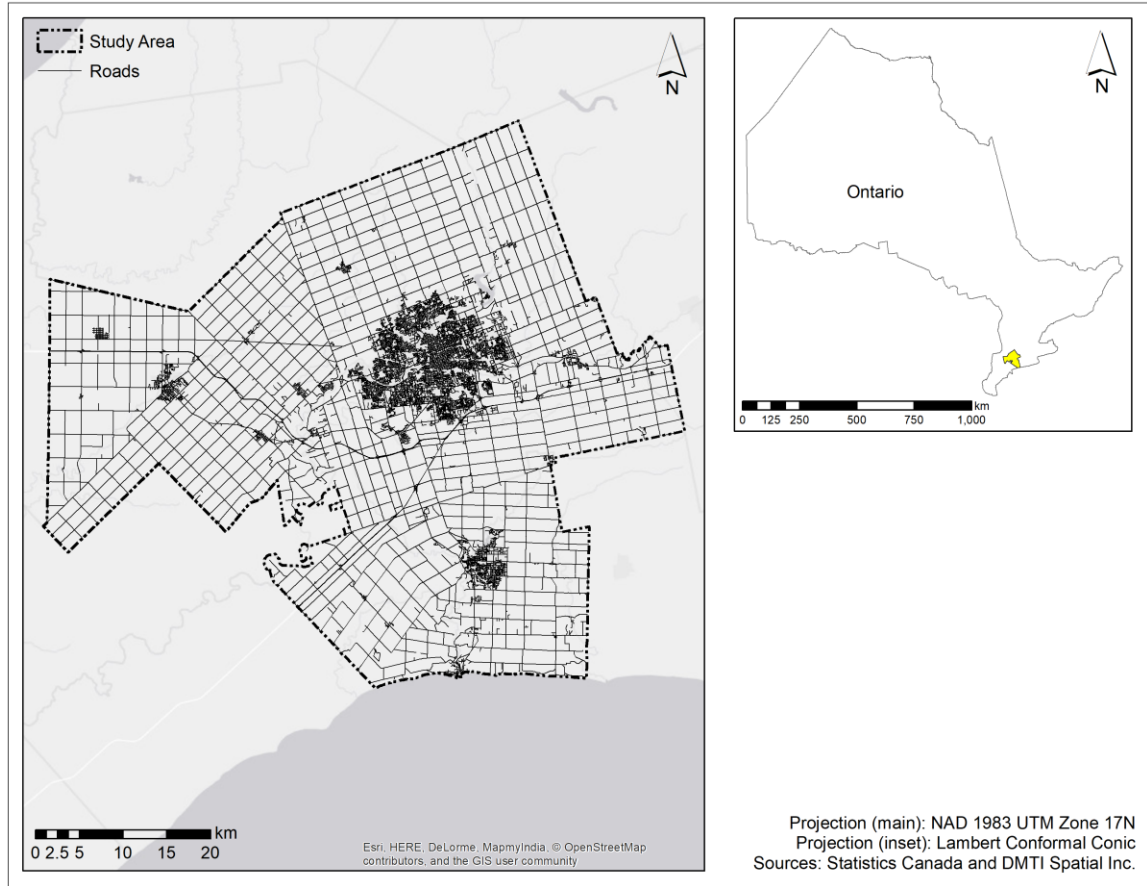 Study Area
Roads
N
km
0 2.5 5 10 15 20
Esri, HERE, DeLorme, MapmyIndia, © OpenStreetMap
contributors, and the GIS user community
N
Ontario
km
0 125 250 500 750 1,000
Projection (main): NAD 1983 UTM Zone 17N
Projection (inset): Lambert Conformal Conic
Sources: Statistics Canada and DMTI Spatial Inc.